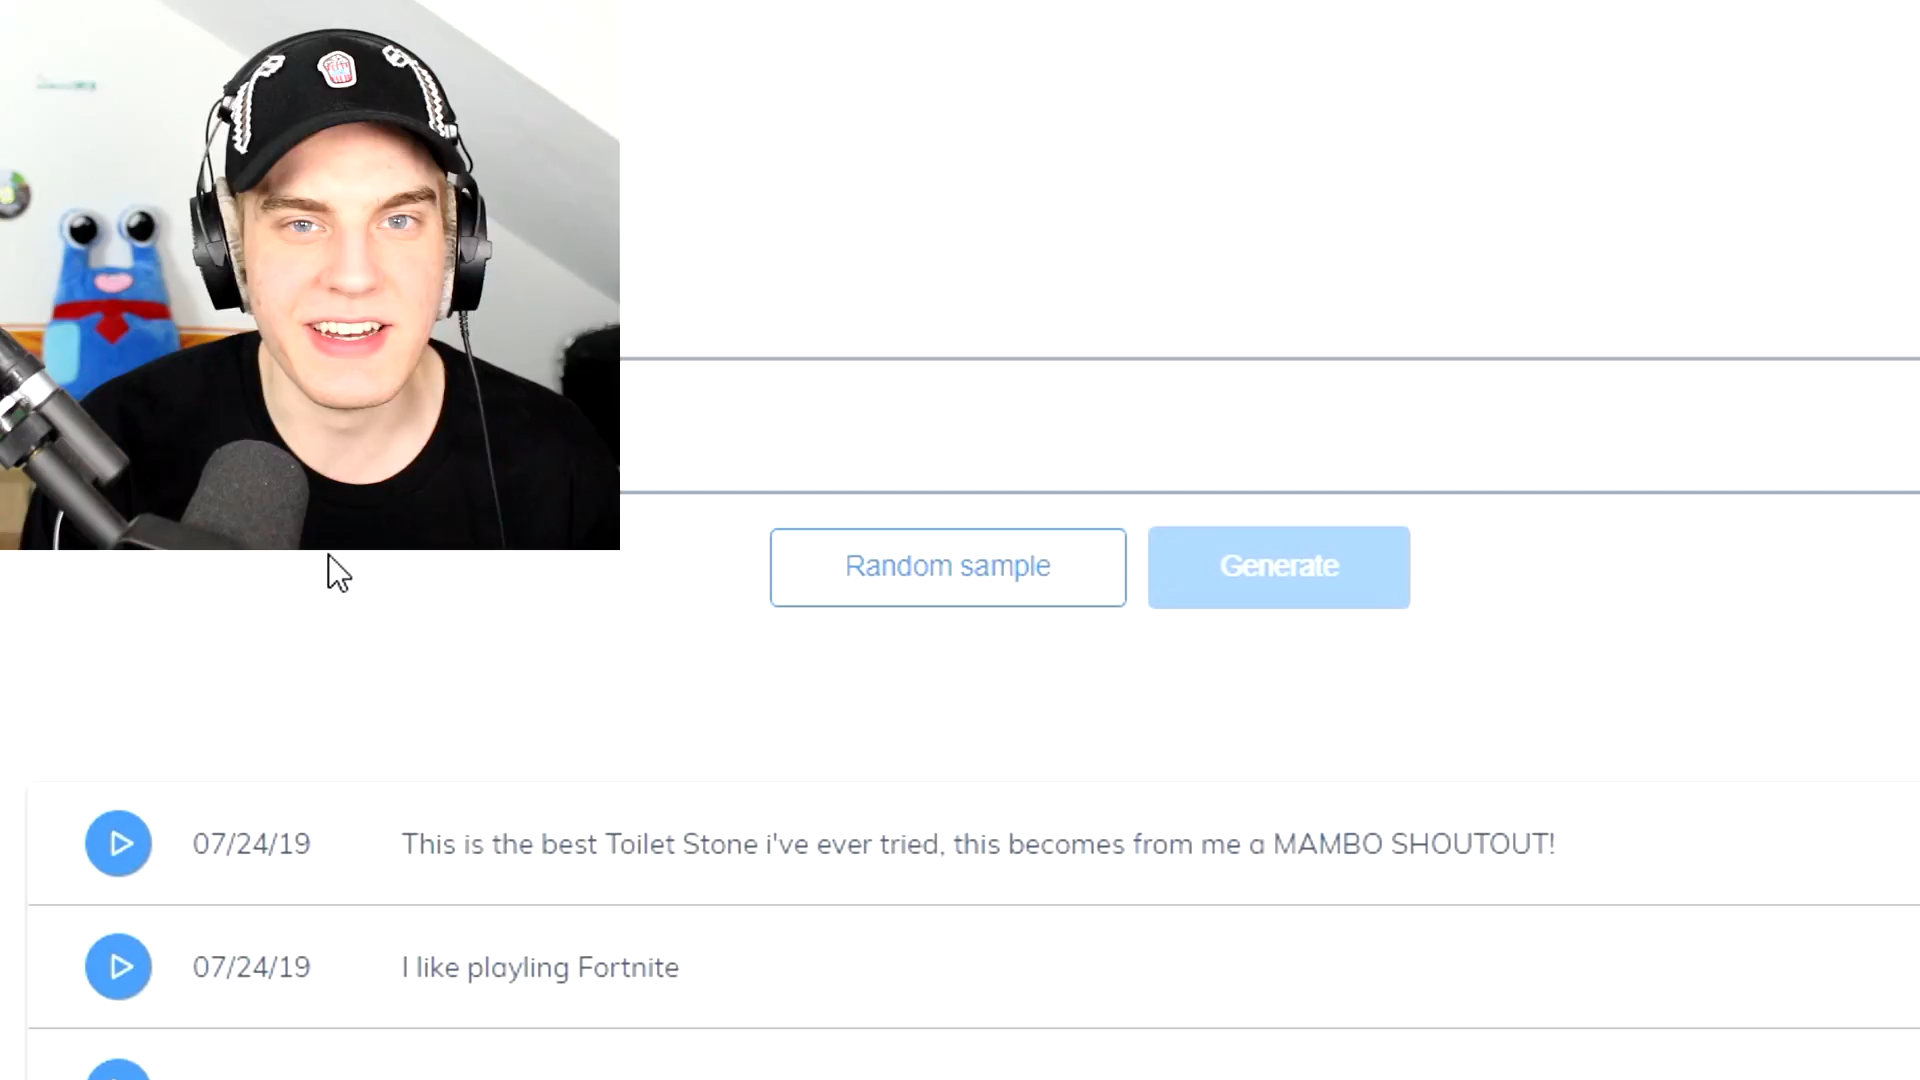 Random sample
Generate
07/24/19 This is the best Toilet Stone i've ever tried, this becomes from me a MAMBO SHOUTOUT!
07/24/19 I like playling Fortnite